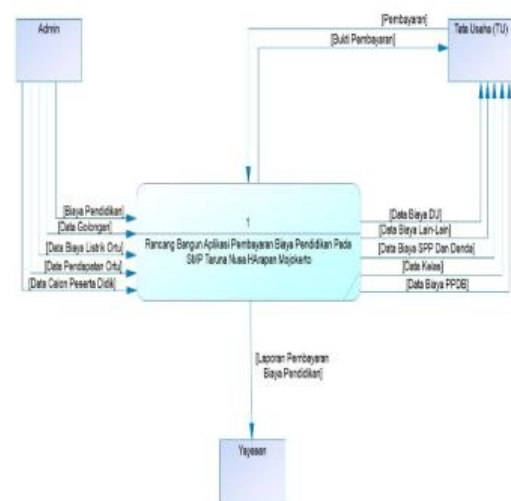 Admin
[Pembayaran]
Tata Usaha (TU)
[Bukti Pembayaran]
[Biaya Pendidikan]
[Data Golongan]
[Data Biaya Listrik Ortu]
[Data Pendapatan Ortu]
[Data Calon Peserta Didik]
1
Rancang Bangun Aplikasi Pembayaran Biaya Pendidikan Pada
SMP Taruna Nusa HArapan Mojokerto
[Data Biaya DU]
[Data Biaya Lain-Lain]
[Data Biaya SPP Dan Denda]
[Data Kelas]
[Data Biaya PPDB]
[Laporan Pembayaran
Biaya Pendidikan]
Yayasan